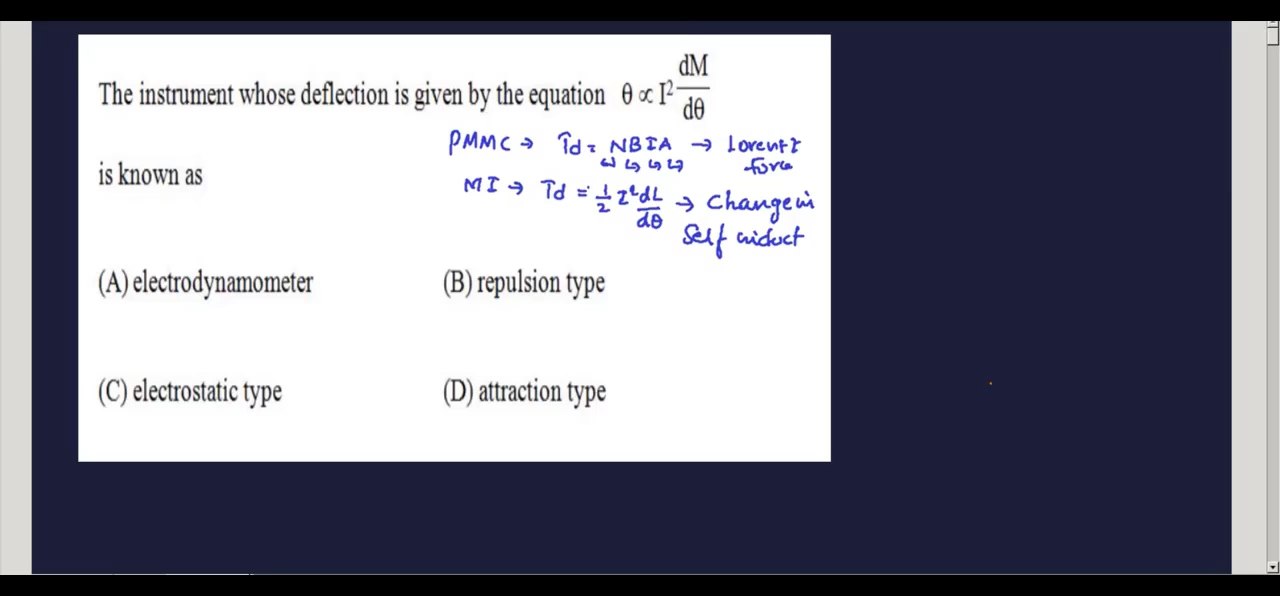 The instrument whose deflection is given by the equation θ ∝ I² dM/dθ
PMMC → Td = NBIA → Lorentz
force
is known as
MI → Td = 1/2 I² dL/dθ → Change in
Self induct
(A) electrodynamometer (B) repulsion type
(C) electrostatic type (D) attraction type